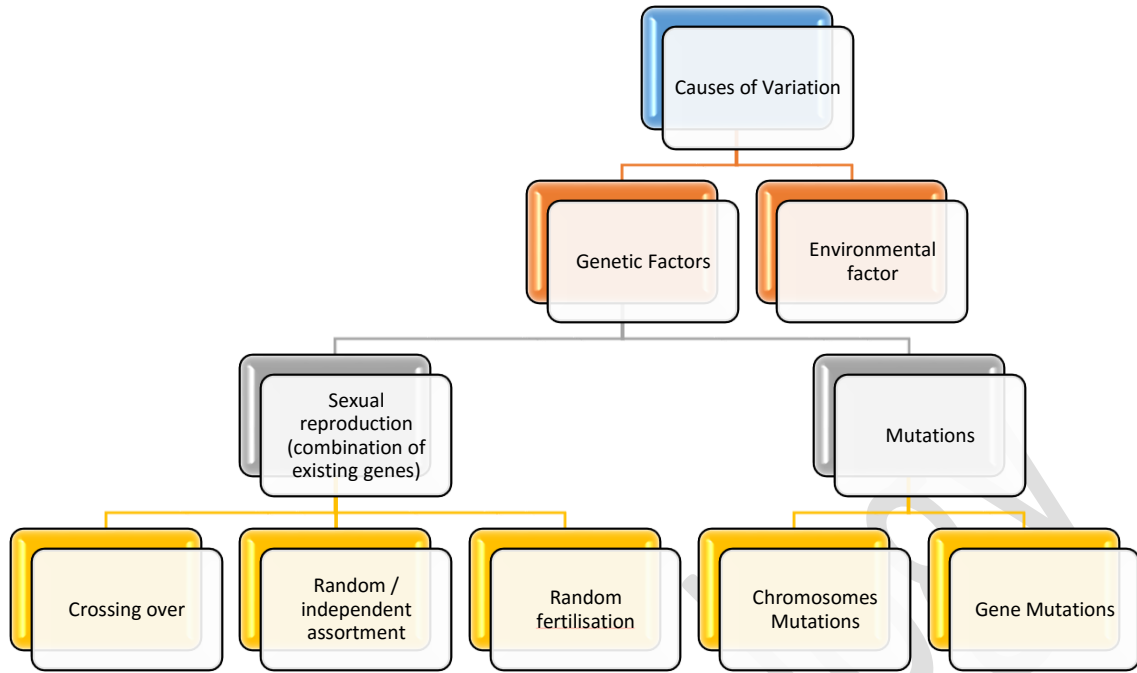 Causes of Variation
Genetic Factors
Environmental
factor
Sexual
reproduction
(combination of
existing genes)
Mutations
Crossing over
Random /
independent
assortment
Random
fertilisation
Chromosomes
Mutations
Gene Mutations